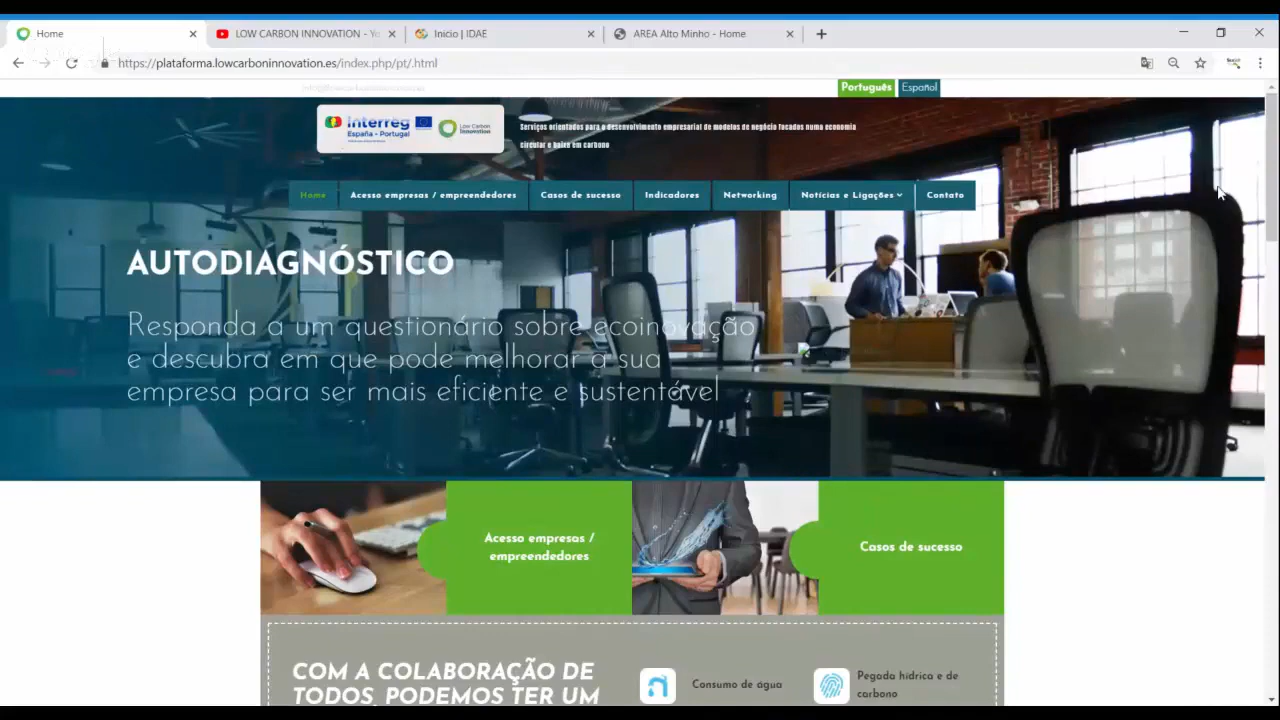 Home
LOW CARBON INNOVATION - Yo
Inicio | IDAE
AREA Alto Minho - Home
https://plataforma.lowcarboninnovation.es/index.php/pt/.html
Português
Español
Interreg
España - Portugal
Low Carbon
Innovation
Serviços orientados para o desenvolvimento empresarial de modelos de negócio focados numa economia
circular e baixa em carbono
Home
Acesso empresas / empreendedores
Casos de sucesso
Indicadores
Networking
Notícias e Ligações
Contato
AUTODIAGNÓSTICO
Responda a um questionário sobre ecoinovação
e descubra em que pode melhorar a sua
empresa para ser mais eficiente e sustentável
Acesso empresas /
empreendedores
Casos de sucesso
COM A COLABORAÇÃO DE
TODOS, PODEMOS TER UM
Consumo de água
Pegada hídrica e de
carbono